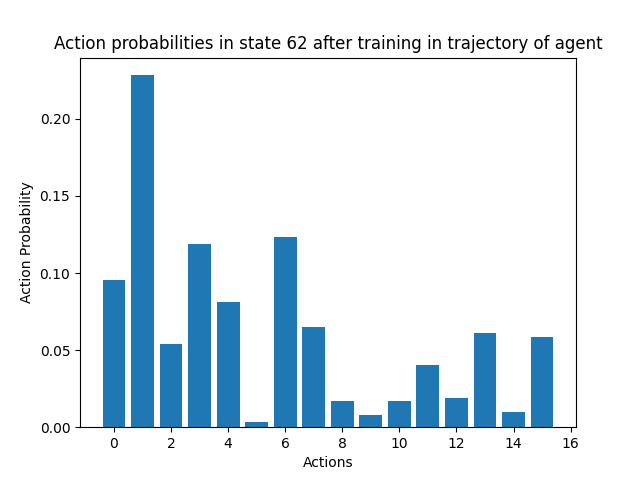 Action probabilities in state 62 after training in trajectory of agent
0.20
0.15
0.10
0.05
0.00
Action Probability
0 2 4 6 8 10 12 14 16
Actions